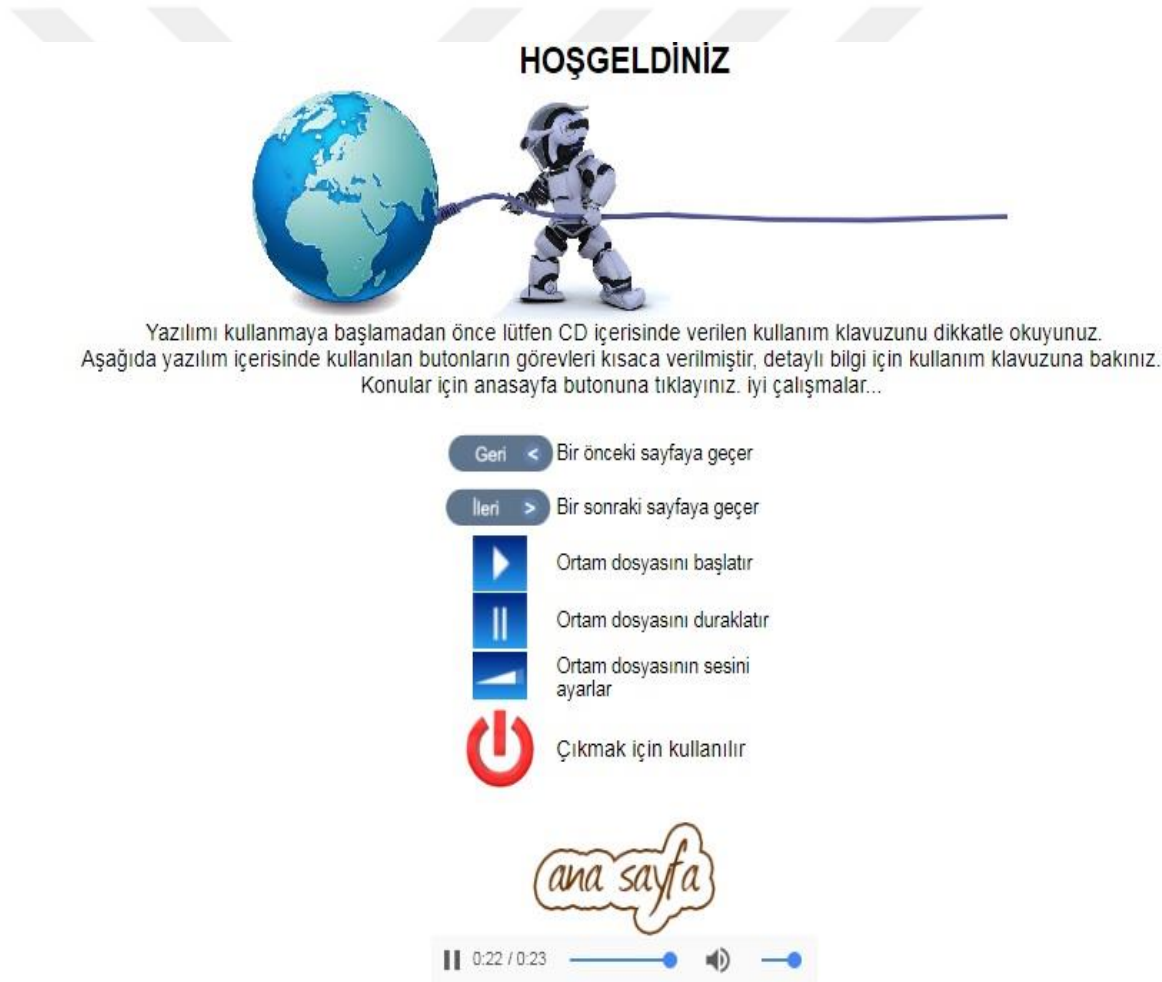 HOŞGELDİNİZ
Yazılımı kullanmaya başlamadan önce lütfen CD içerisinde verilen kullanım klavuzunu dikkatle okuyunuz.
Aşağıda yazılım içerisinde kullanılan butonların görevleri kısaca verilmiştir, detaylı bilgi için kullanım klavuzuna bakınız.
Konular için anasayfa butonuna tıklayınız. iyi çalışmalar...
Geri < Bir önceki sayfaya geçer
İleri > Bir sonraki sayfaya geçer
Ortam dosyasını başlatır
Ortam dosyasını duraklatır
Ortam dosyasının sesini
ayarlar
Çıkmak için kullanılır
ana sayfa
0:22 / 0:23